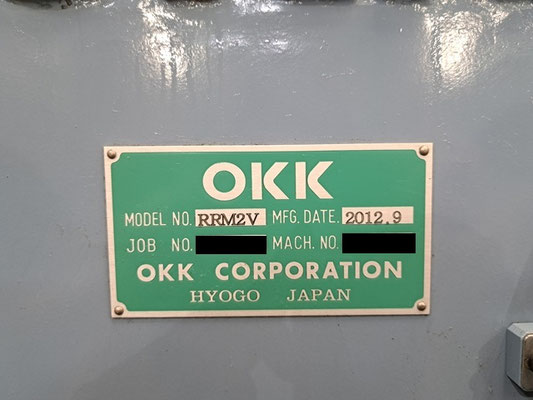 OKK
MODEL NO. RRM2V MFG. DATE. 2012.9
JOB NO. MACH. NO.
OKK CORPORATION
HYOGO JAPAN